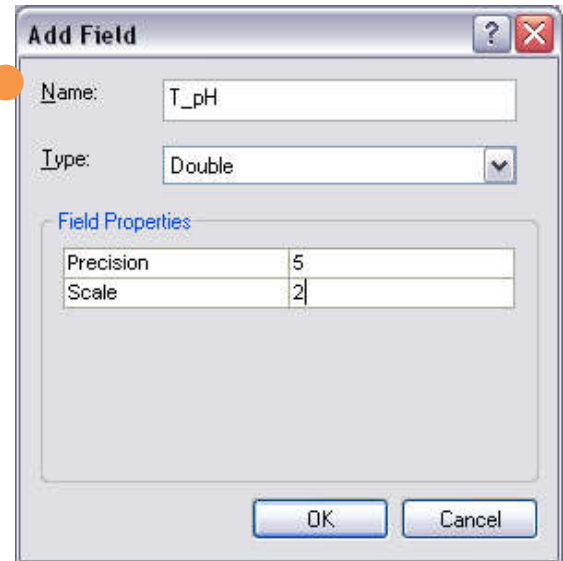 Add Field
Name: T_pH
Type: Double
Field Properties
Precision 5
Scale 2
OK Cancel